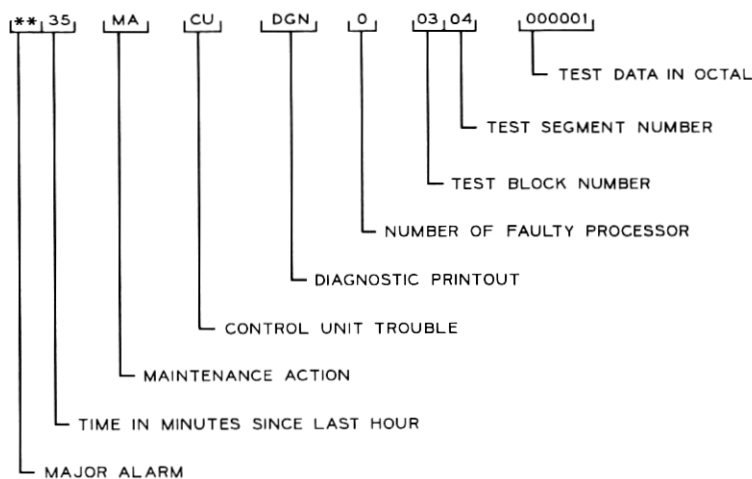 ** 35 MA CU DGN 0 03 04 000001
TEST DATA IN OCTAL
TEST SEGMENT NUMBER
TEST BLOCK NUMBER
NUMBER OF FAULTY PROCESSOR
DIAGNOSTIC PRINTOUT
CONTROL UNIT TROUBLE
MAINTENANCE ACTION
TIME IN MINUTES SINCE LAST HOUR
MAJOR ALARM